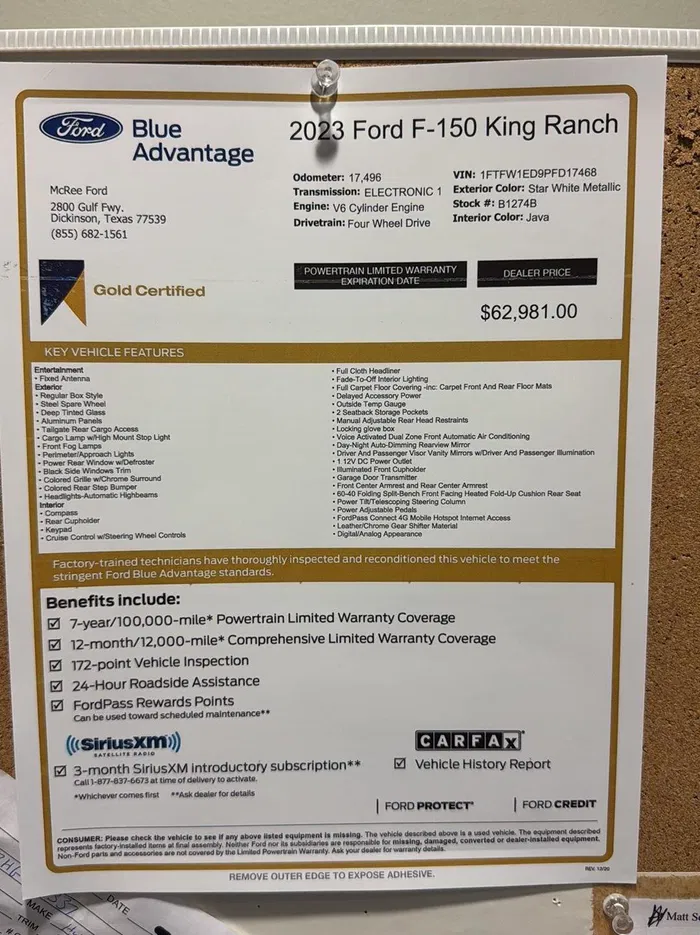 Ford
Blue
Advantage
2023 Ford F-150 King Ranch
McRee Ford
2800 Gulf Fwy.
Dickinson, Texas 77539
(855) 682-1561
Odometer: 17,496
Transmission: ELECTRONIC 1
Engine: V6 Cylinder Engine
Drivetrain: Four Wheel Drive
VIN: 1FTFW1ED9PFD17468
Exterior Color: Star White Metallic
Stock #: B1274B
Interior Color: Java
Gold Certified
POWERTRAIN LIMITED WARRANTY
EXPIRATION DATE
DEALER PRICE
$62,981.00
KEY VEHICLE FEATURES
Entertainment
• Fixed Antenna
Exterior
• Regular Box Style
• Steel Spare Wheel
• Deep Tinted Glass
• Aluminum Panels
• Tailgate Rear Cargo Access
• Cargo Lamp w/High Mount Stop Light
• Front Fog Lamps
• Perimeter/Approach Lights
• Power Rear Window w/Defroster
• Black Side Windows Trim
• Colored Grille w/Chrome Surround
• Colored Rear Step Bumper
• Headlights-Automatic Highbeams
Interior
• Compass
• Rear Cupholder
• Keypad
• Cruise Control w/Steering Wheel Controls
• Full Cloth Headliner
• Fade-To-Off Interior Lighting
• Full Carpet Floor Covering -inc: Carpet Front And Rear Floor Mats
• Delayed Accessory Power
• Outside Temp Gauge
• 2 Seatback Storage Pockets
• Manual Adjustable Rear Head Restraints
• Locking glove box
• Voice Activated Dual Zone Front Automatic Air Conditioning
• Day-Night Auto-Dimming Rearview Mirror
• Driver And Passenger Visor Vanity Mirrors w/Driver And Passenger Illumination
• 1 12V DC Power Outlet
• Illuminated Front Cupholder
• Garage Door Transmitter
• Front Center Armrest and Rear Center Armrest
• 60-40 Folding Split-Bench Front Facing Heated Fold-Up Cushion Rear Seat
• Power Tilt/Telescoping Steering Column
• Power Adjustable Pedals
• FordPass Connect 4G Mobile Hotspot Internet Access
• Leather/Chrome Gear Shifter Material
• Digital/Analog Appearance
Factory-trained technicians have thoroughly inspected and reconditioned this vehicle to meet the
stringent Ford Blue Advantage standards.
Benefits include:
7-year/100,000-mile* Powertrain Limited Warranty Coverage
12-month/12,000-mile* Comprehensive Limited Warranty Coverage
172-point Vehicle Inspection
24-Hour Roadside Assistance
FordPass Rewards Points
Can be used toward scheduled maintenance**
((SiriusXM))
SATELLITE RADIO
3-month SiriusXM introductory subscription**
Call 1-877-837-6673 at time of delivery to activate.
*Whichever comes first **Ask dealer for details
CARFAX
Vehicle History Report
FORD PROTECT
FORD CREDIT
CONSUMER: Please check the vehicle to see if any above listed equipment is missing. The vehicle described above is a used vehicle. The equipment described
represents factory-installed items at final assembly. Neither Ford nor its subsidiaries are responsible for missing, damaged, converted or dealer-installed equipment.
Non-Ford parts and accessories are not covered by the Limited Powertrain Warranty. Ask your dealer for warranty details.
REV. 10/20
REMOVE OUTER EDGE TO EXPOSE ADHESIVE.
DATE
MAKE
TRIM
Matt